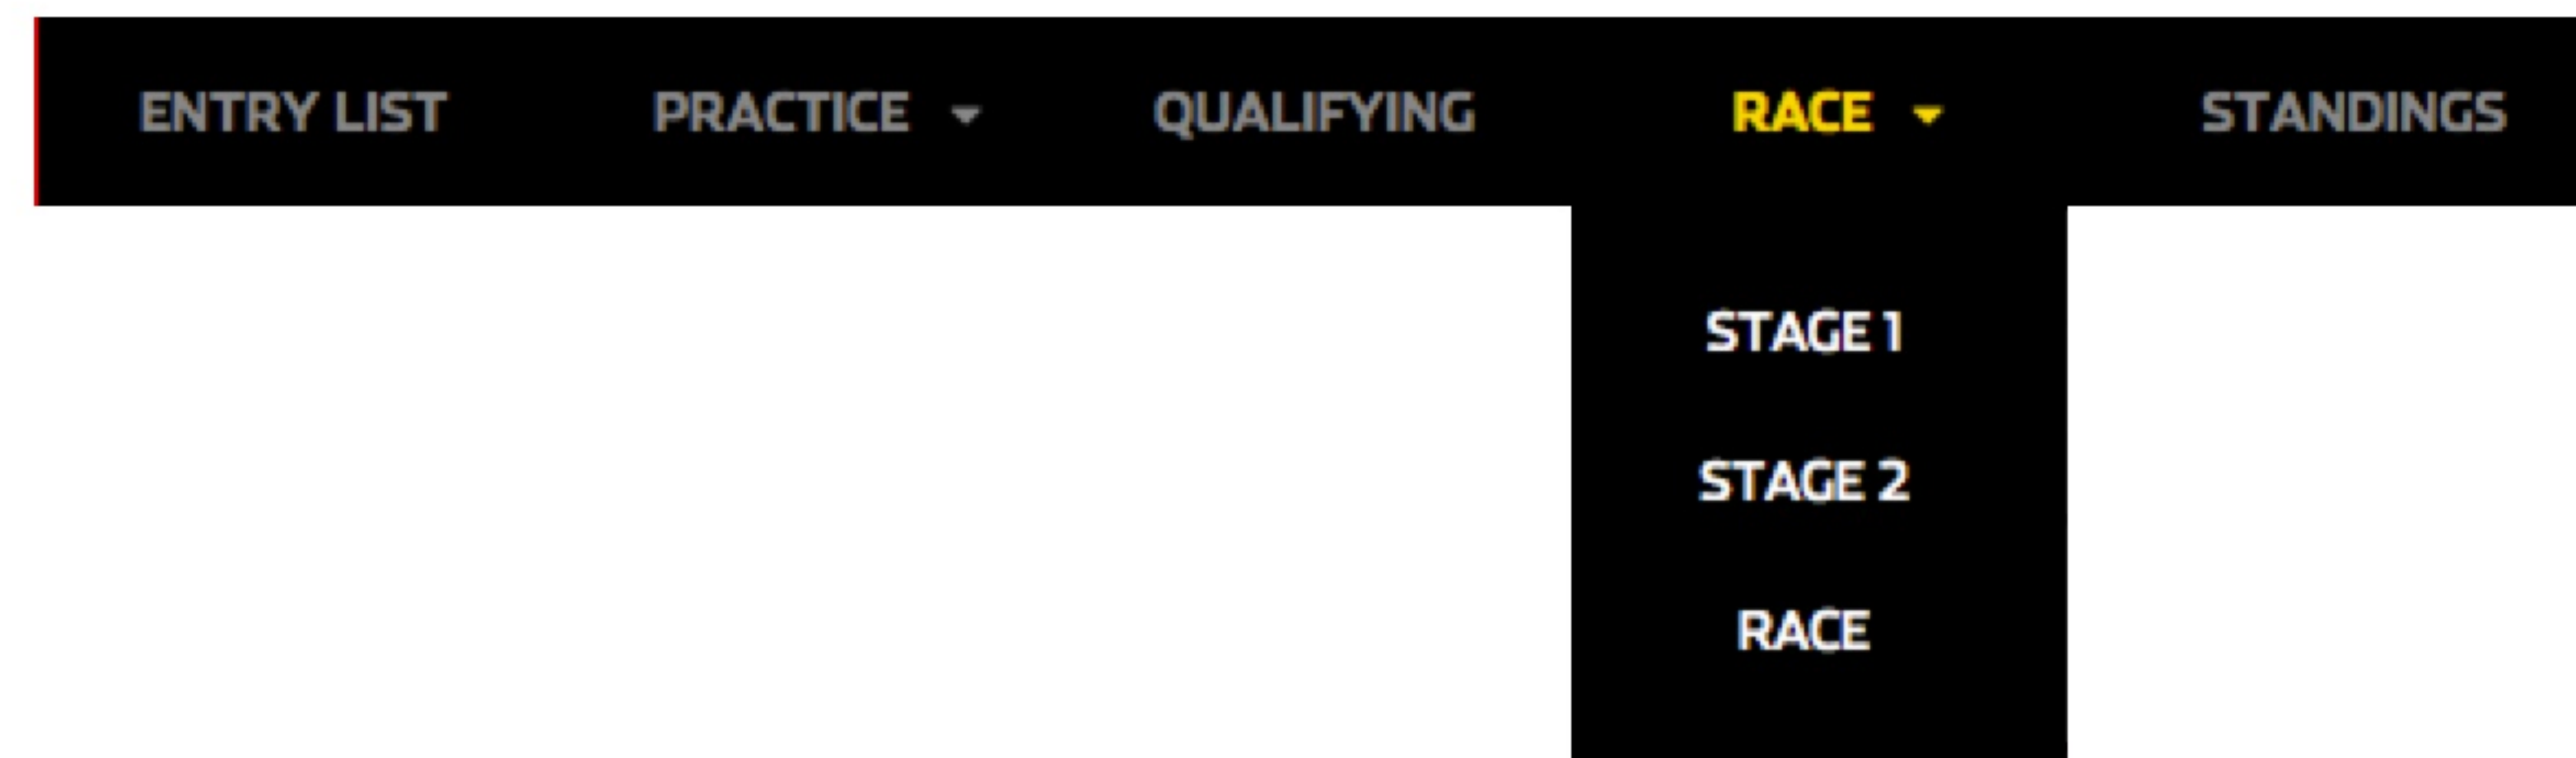 ENTRY LIST PRACTICE QUALIFYING RACE STANDINGS
STAGE 1
STAGE 2
RACE